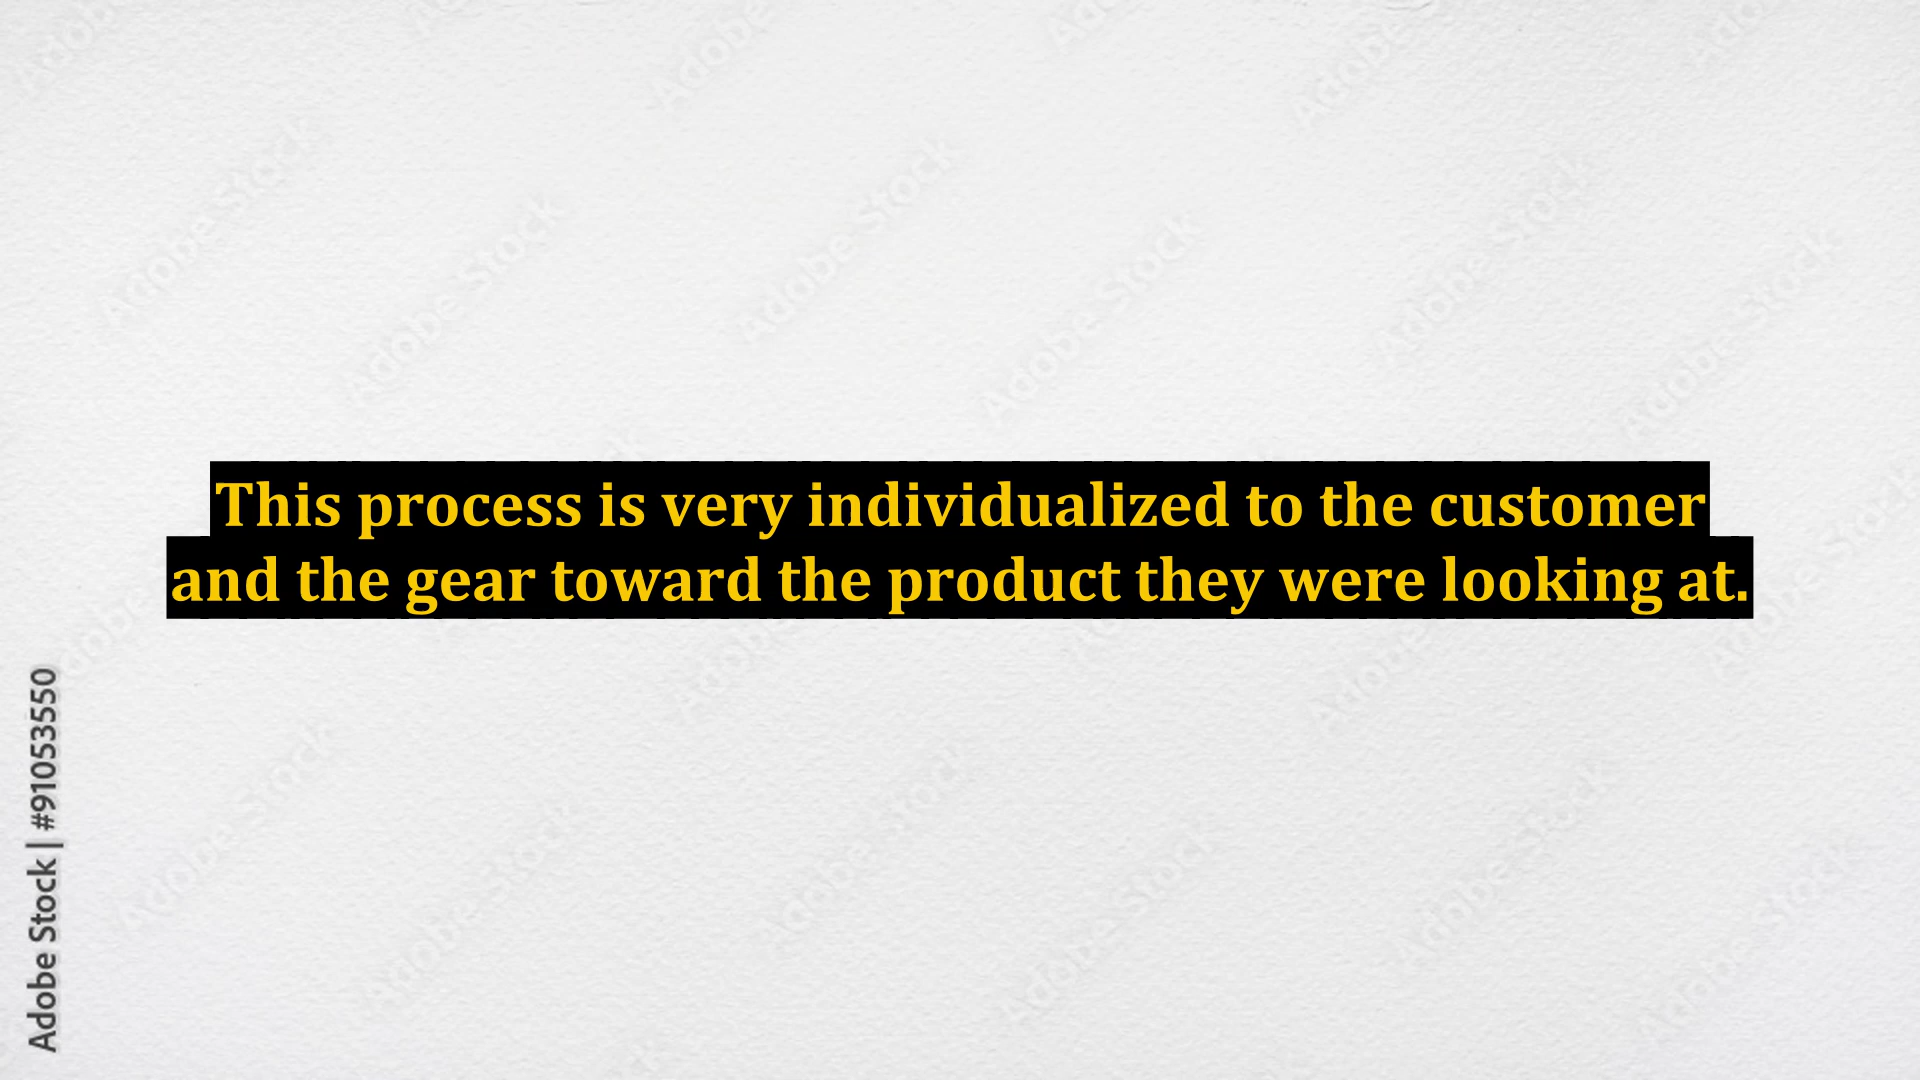 This process is very individualized to the customer
and the gear toward the product they were looking at.
Adobe Stock | #910535550